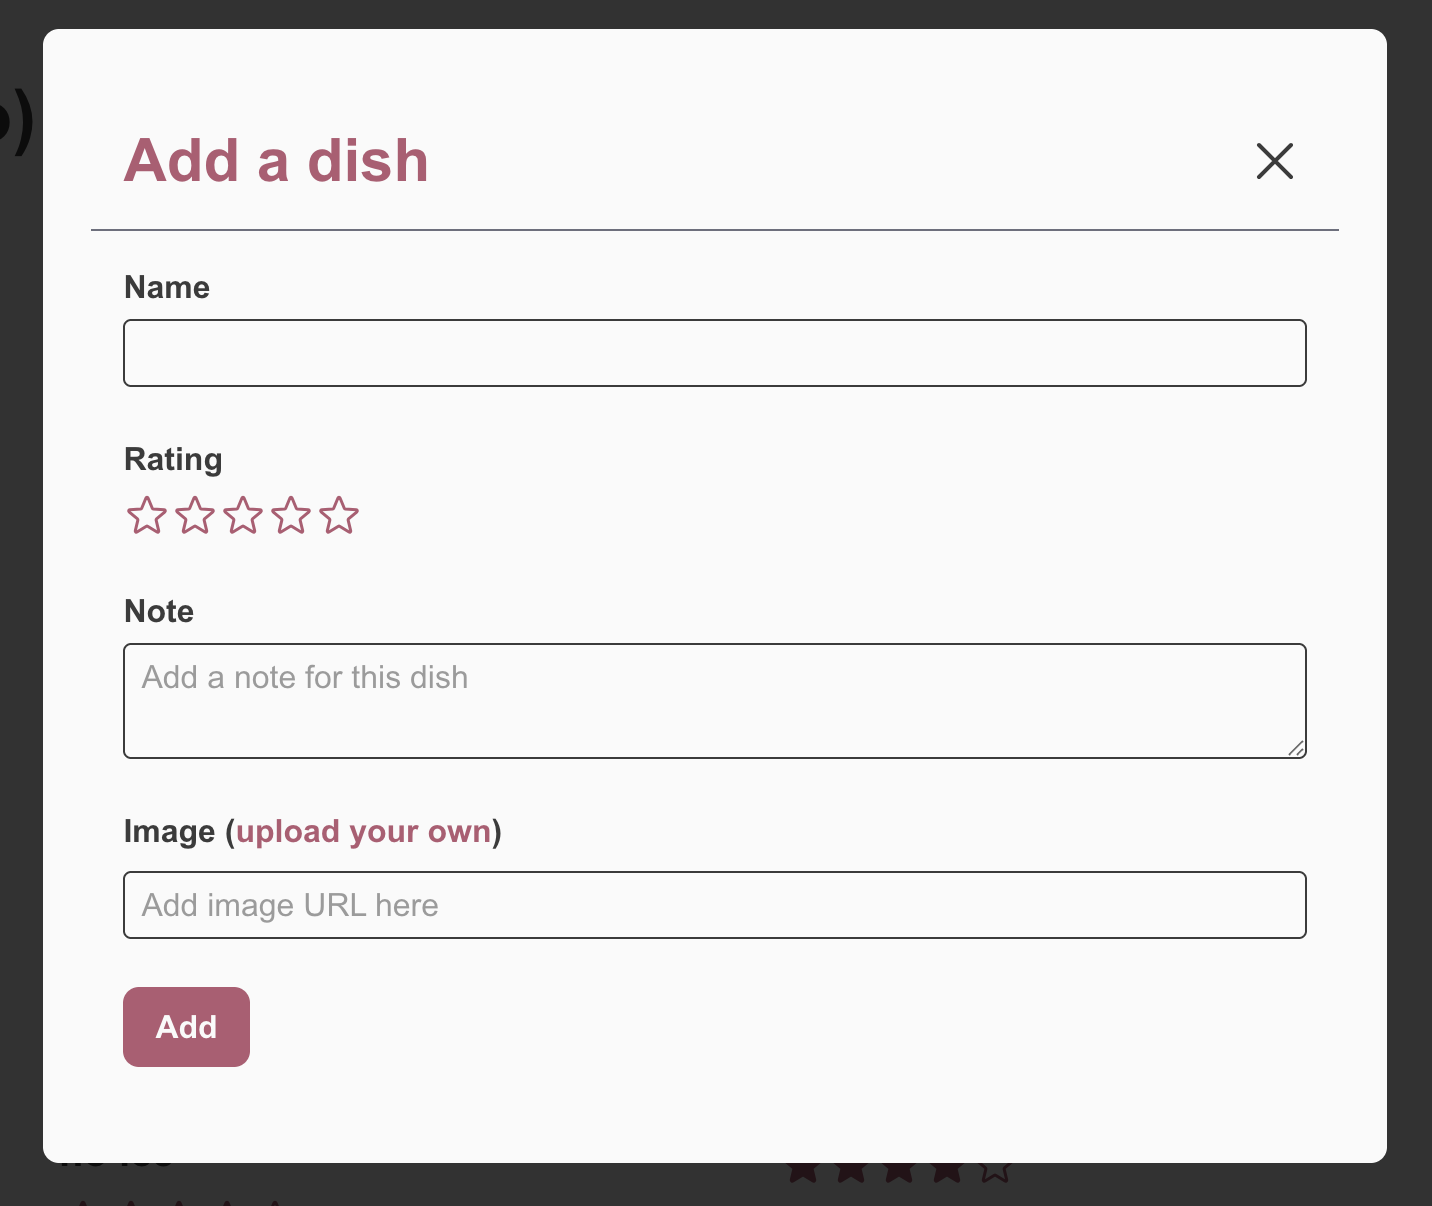 Add a dish
Name
Rating
Note
Add a note for this dish
Image (upload your own)
Add image URL here
Add